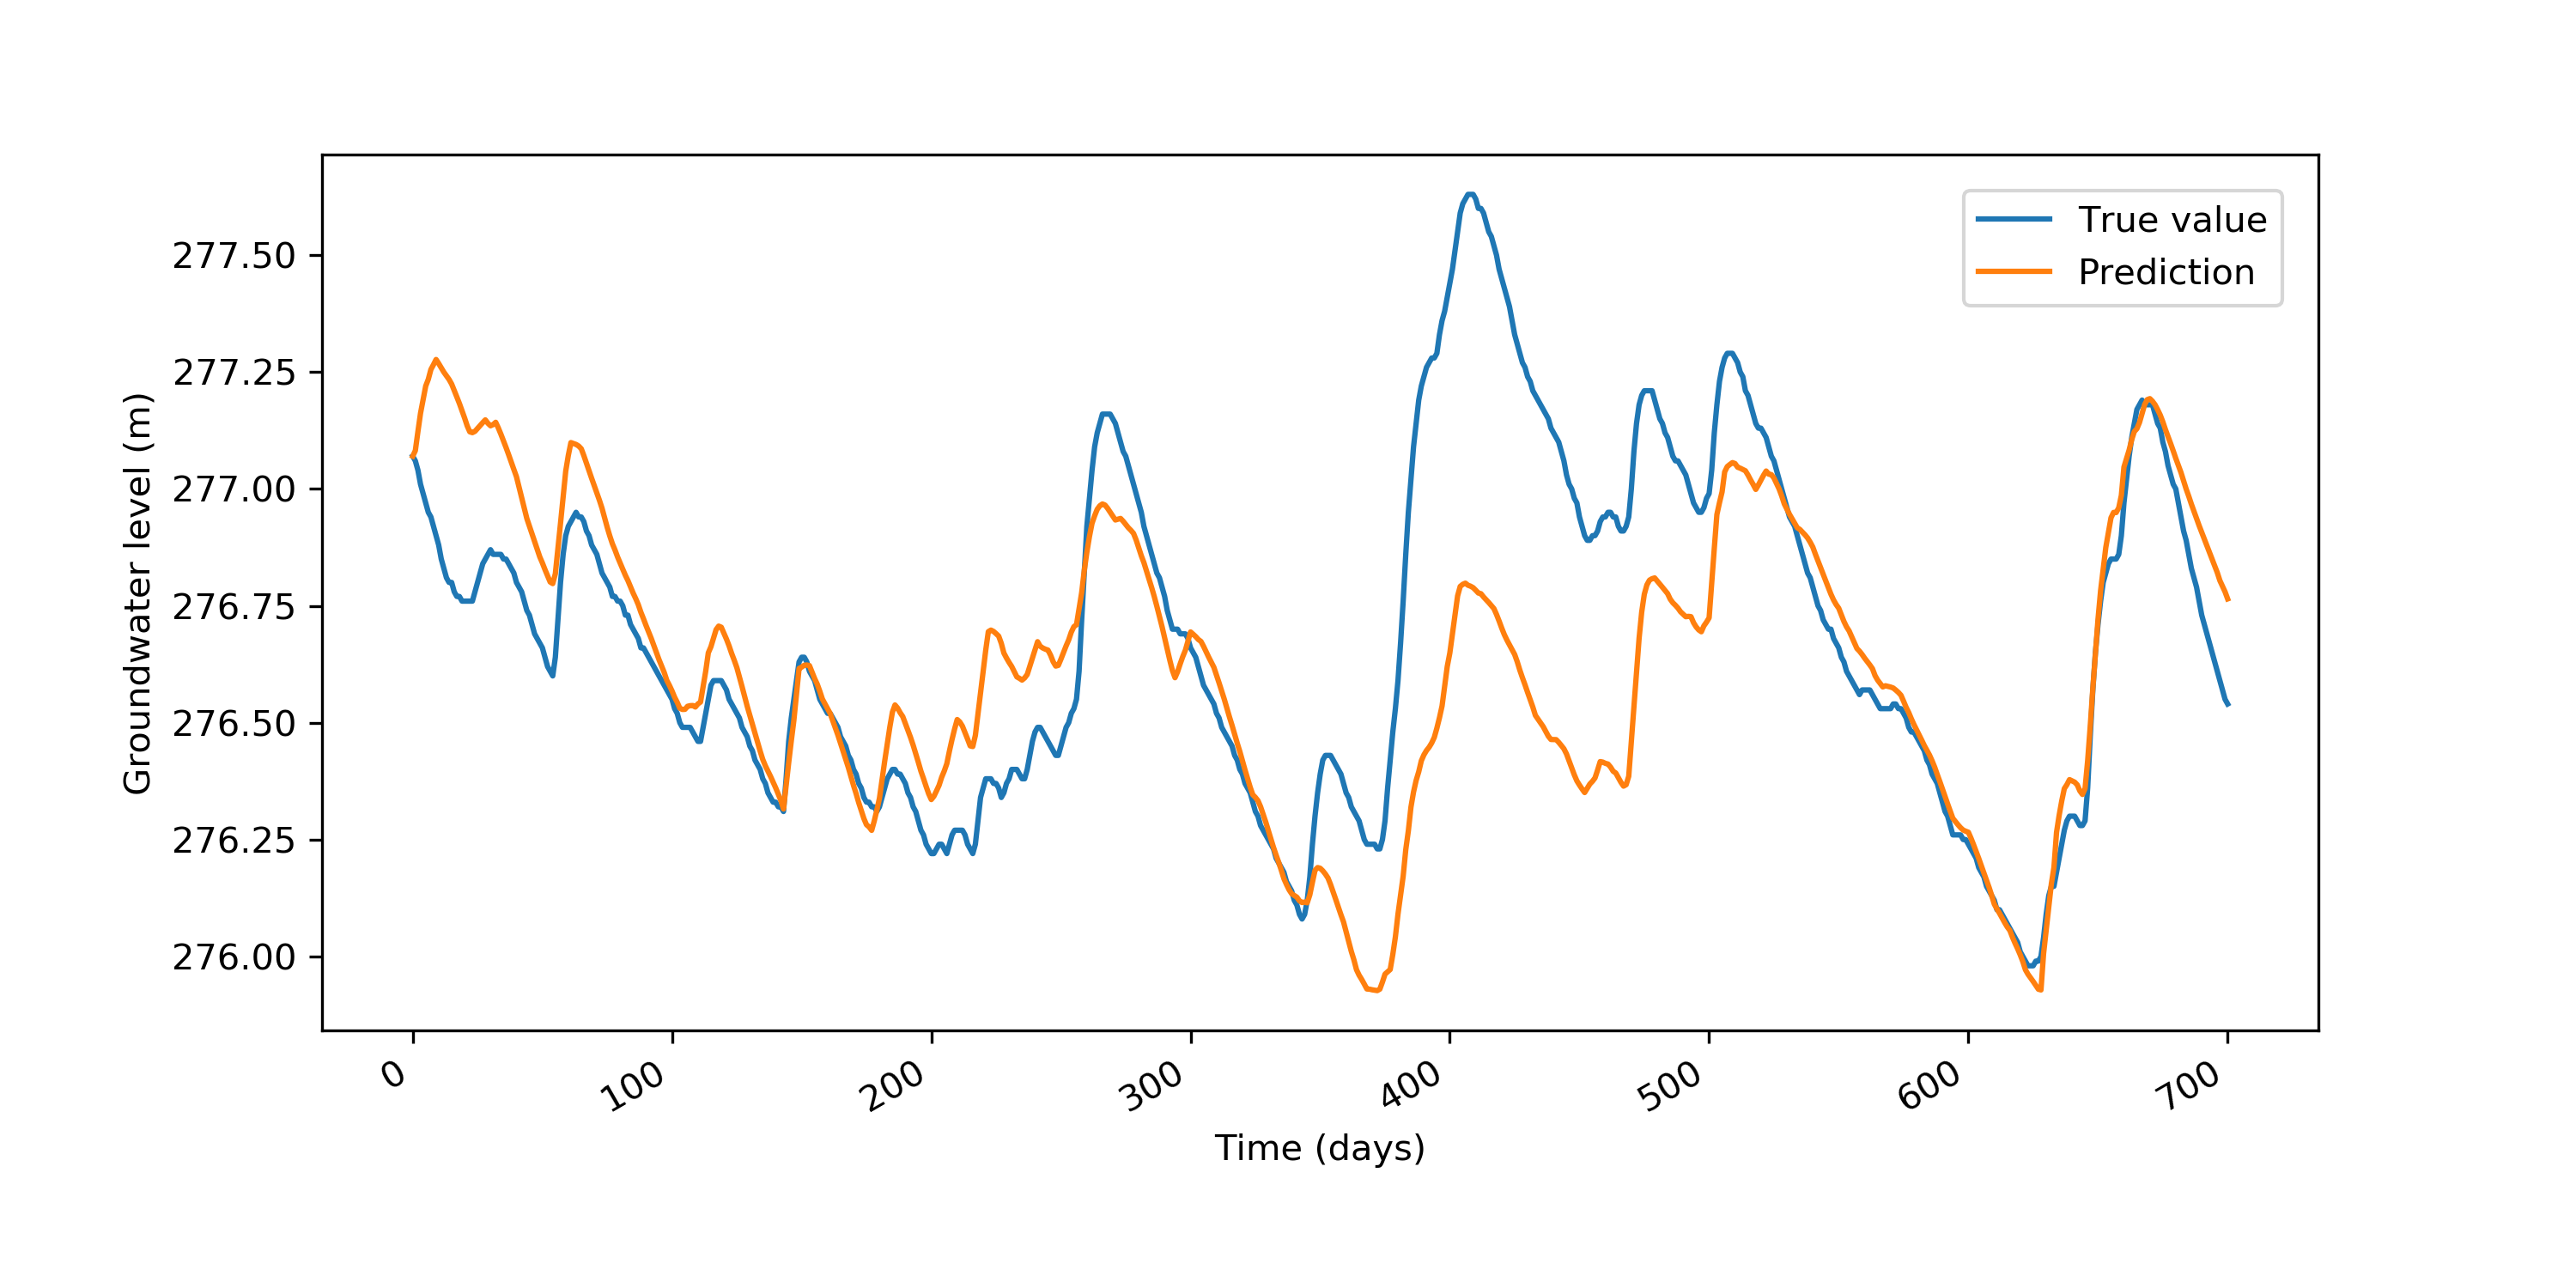 True value
Prediction
277.50
277.25
277.00
276.75
276.50
276.25
276.00
Groundwater level (m)
0 100 200 300 400 500 600 700
Time (days)